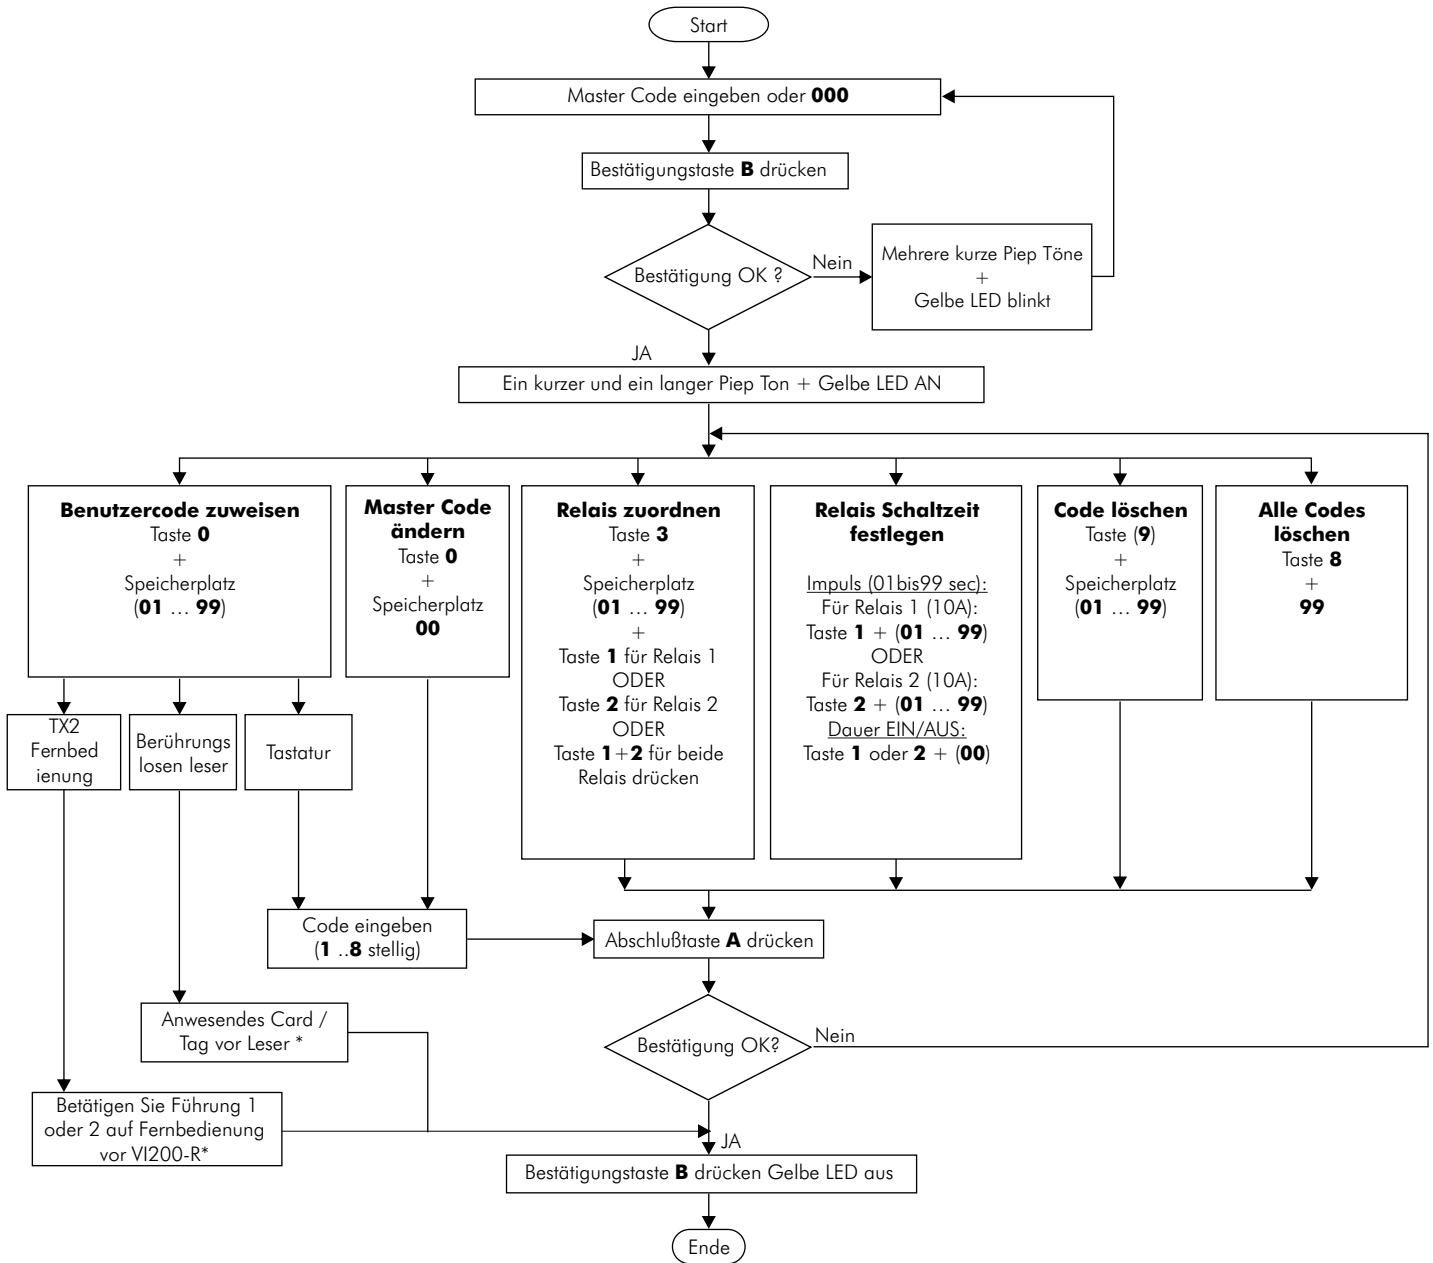 Start
Master Code eingeben oder 000
Bestätigungstaste B drücken
Bestätigung OK ?
Nein
Mehrere kurze Piep Töne
+
Gelbe LED blinkt
JA
Ein kurzer und ein langer Piep Ton + Gelbe LED AN
Benutzercode zuweisen
Taste 0
+
Speicherplatz
(01 ... 99)
Master Code
ändern
Taste 0
+
Speicherplatz
00
Relais zuordnen
Taste 3
+
Speicherplatz
(01 ... 99)
+
Taste 1 für Relais 1
ODER
Taste 2 für Relais 2
ODER
Taste 1+2 für beide
Relais drücken
Relais Schaltzeit
festlegen
Impuls (01bis99 sec):
Für Relais 1 (10A):
Taste 1 + (01 ... 99)
ODER
Für Relais 2 (10A):
Taste 2 + (01 ... 99)
Dauer EIN/AUS:
Taste 1 oder 2 + (00)
Code löschen
Taste (9)
+
Speicherplatz
(01 ... 99)
Alle Codes
löschen
Taste 8
+
99
TX2
Fernbed
ienung
Berührungs
losen leser
Tastatur
Code eingeben
(1 ..8 stellig)
Abschlußtaste A drücken
Anwesendes Card /
Tag vor Leser *
Bestätigung OK?
Nein
Betätigen Sie Führung 1
oder 2 auf Fernbedienung
vor VI200-R*
JA
Bestätigungstaste B drücken Gelbe LED aus
Ende